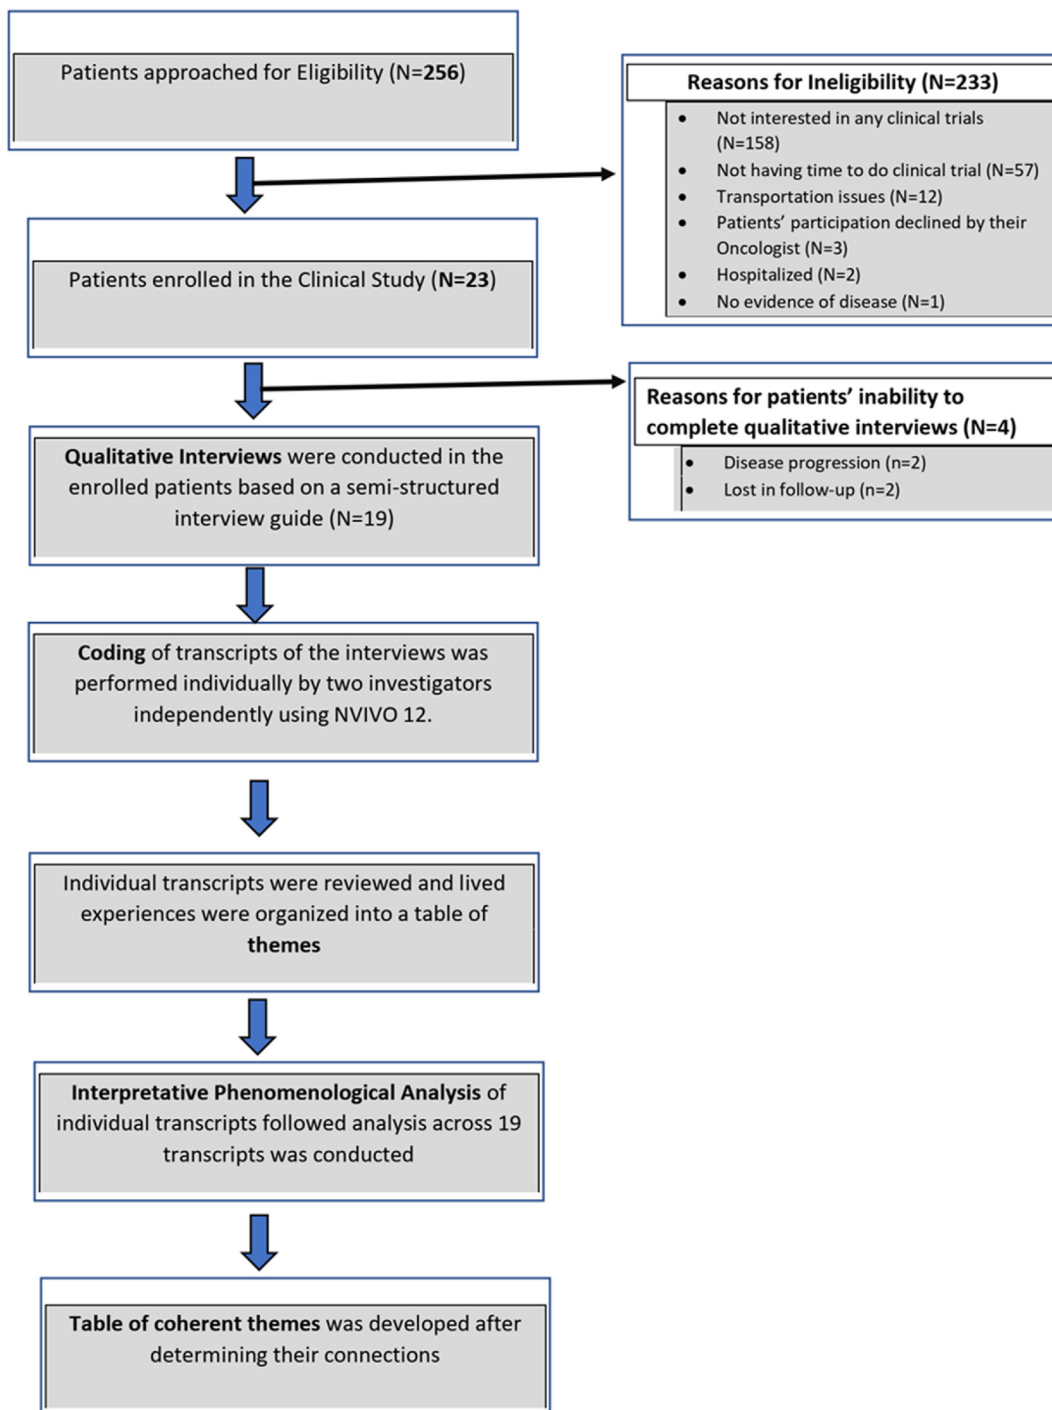 Patients approached for Eligibility (N=256)
Reasons for Ineligibility (N=233)
• Not interested in any clinical trials
(N=158)
• Not having time to do clinical trial (N=57)
• Transportation issues (N=12)
• Patients’ participation declined by their
Oncologist (N=3)
• Hospitalized (N=2)
• No evidence of disease (N=1)
Patients enrolled in the Clinical Study (N=23)
Reasons for patients’ inability to
complete qualitative interviews (N=4)
• Disease progression (n=2)
• Lost in follow-up (n=2)
Qualitative Interviews were conducted in the
enrolled patients based on a semi-structured
interview guide (N=19)
Coding of transcripts of the interviews was
performed individually by two investigators
independently using NVIVO 12.
Individual transcripts were reviewed and lived
experiences were organized into a table of
themes
Interpretative Phenomenological Analysis of
individual transcripts followed analysis across 19
transcripts was conducted
Table of coherent themes was developed after
determining their connections